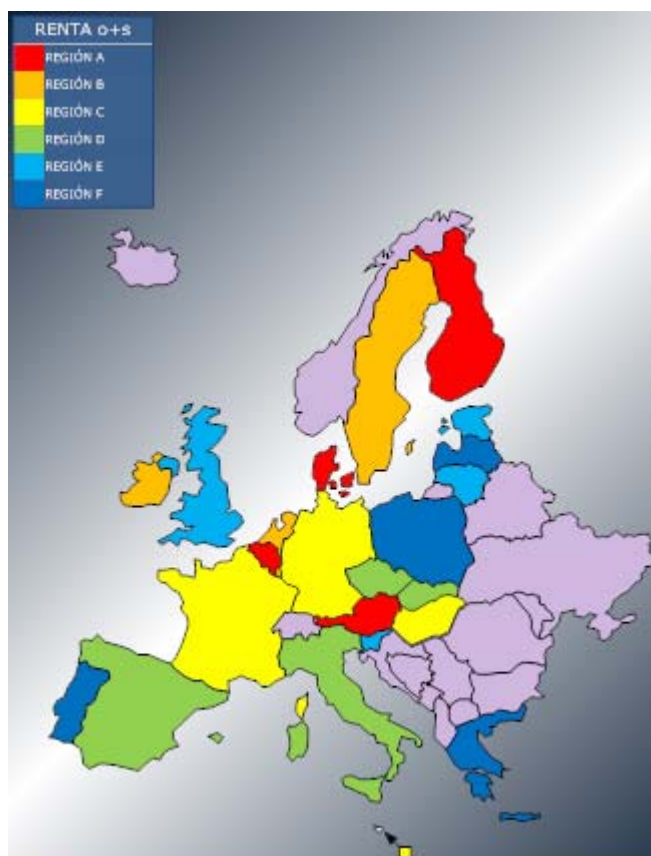 RENTA o+s
REGIÓN A
REGIÓN B
REGIÓN C
REGIÓN D
REGIÓN E
REGIÓN F